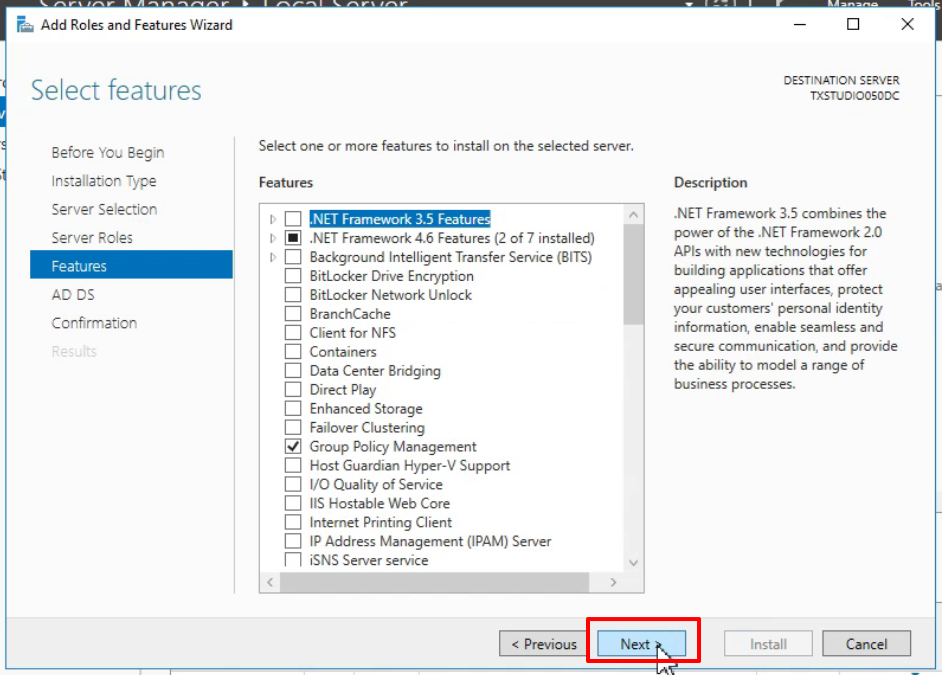 Server Manager Local Server
Manage Tools
Add Roles and Features Wizard
Select features
DESTINATION SERVER
TXSTUDIO050DC
Before You Begin
Installation Type
Server Selection
Server Roles
Features
AD DS
Confirmation
Results
Select one or more features to install on the selected server.
Features
.NET Framework 3.5 Features
.NET Framework 4.6 Features (2 of 7 installed)
Background Intelligent Transfer Service (BITS)
BitLocker Drive Encryption
BitLocker Network Unlock
BranchCache
Client for NFS
Containers
Data Center Bridging
Direct Play
Enhanced Storage
Failover Clustering
Group Policy Management
Host Guardian Hyper-V Support
I/O Quality of Service
IIS Hostable Web Core
Internet Printing Client
IP Address Management (IPAM) Server
iSNS Server service
Description
.NET Framework 3.5 combines the
power of the .NET Framework 2.0
APIs with new technologies for
building applications that offer
appealing user interfaces, protect
your customers' personal identity
information, enable seamless and
secure communication, and provide
the ability to model a range of
business processes.
< Previous
Next >
Install
Cancel